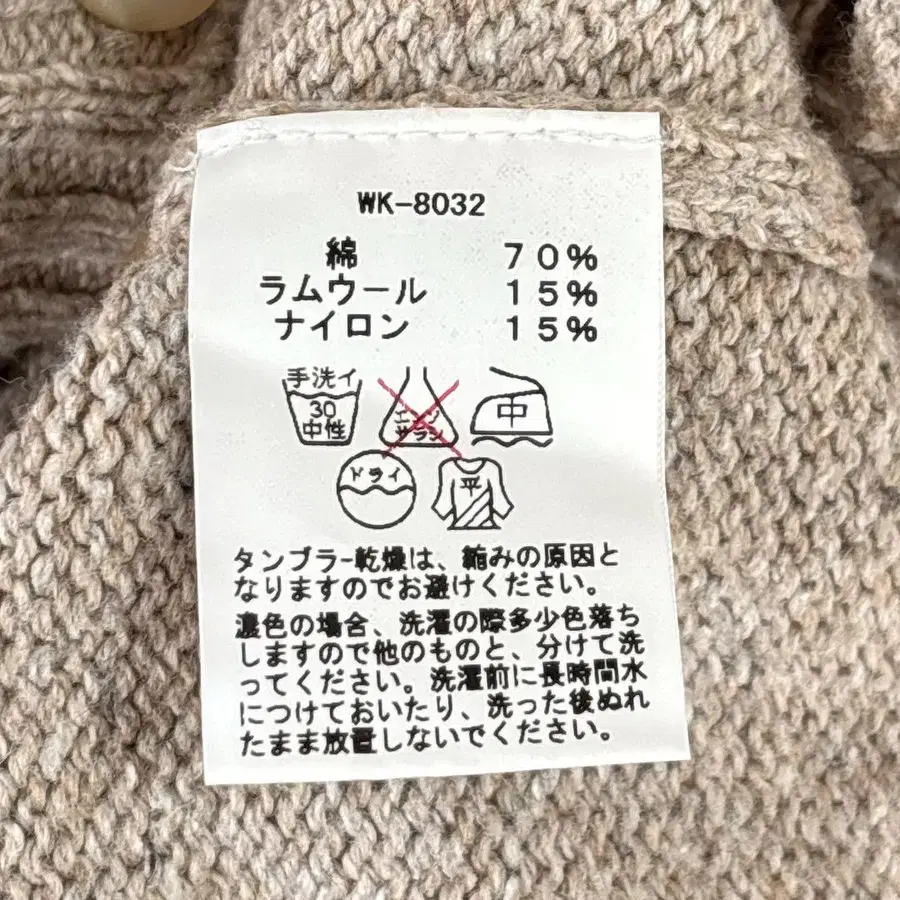 WK-8032
綿 70%
ラムウール 15%
ナイロン 15%
手洗イ
30
中性
エンソ
サラシ
中
ドライ
平
タンブラー乾燥は、縮みの原因と
なりますのでお避けください。
濃色の場合、洗濯の際多少色落ち
しますので他のものと、分けて洗
ってください。洗濯前に長時間水
につけておいたり、洗った後ぬれ
たまま放置しないでください。